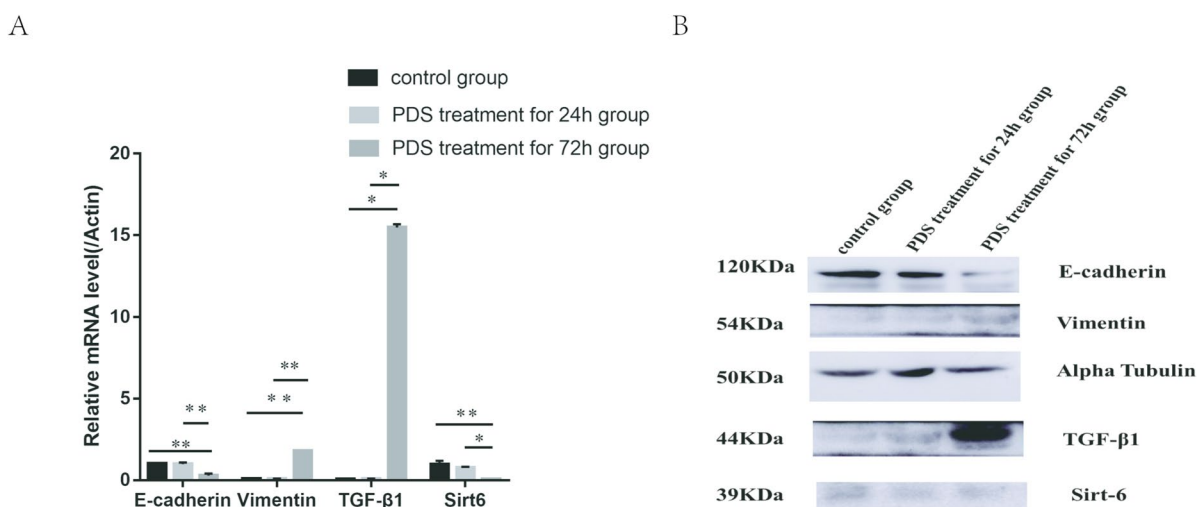 A
control group
PDS treatment for 24h group
PDS treatment for 72h group
Relative mRNA level(/Actin)
20
15
10
5
0
*
*
**
* *
* *
**
**
*
E-cadherin Vimentin TGF-β1 Sirt6
B
control group
PDS treatment for 24h group
PDS treatment for 72h group
120KDa E-cadherin
54KDa Vimentin
50KDa Alpha Tubulin
44KDa TGF-β1
39KDa Sirt-6